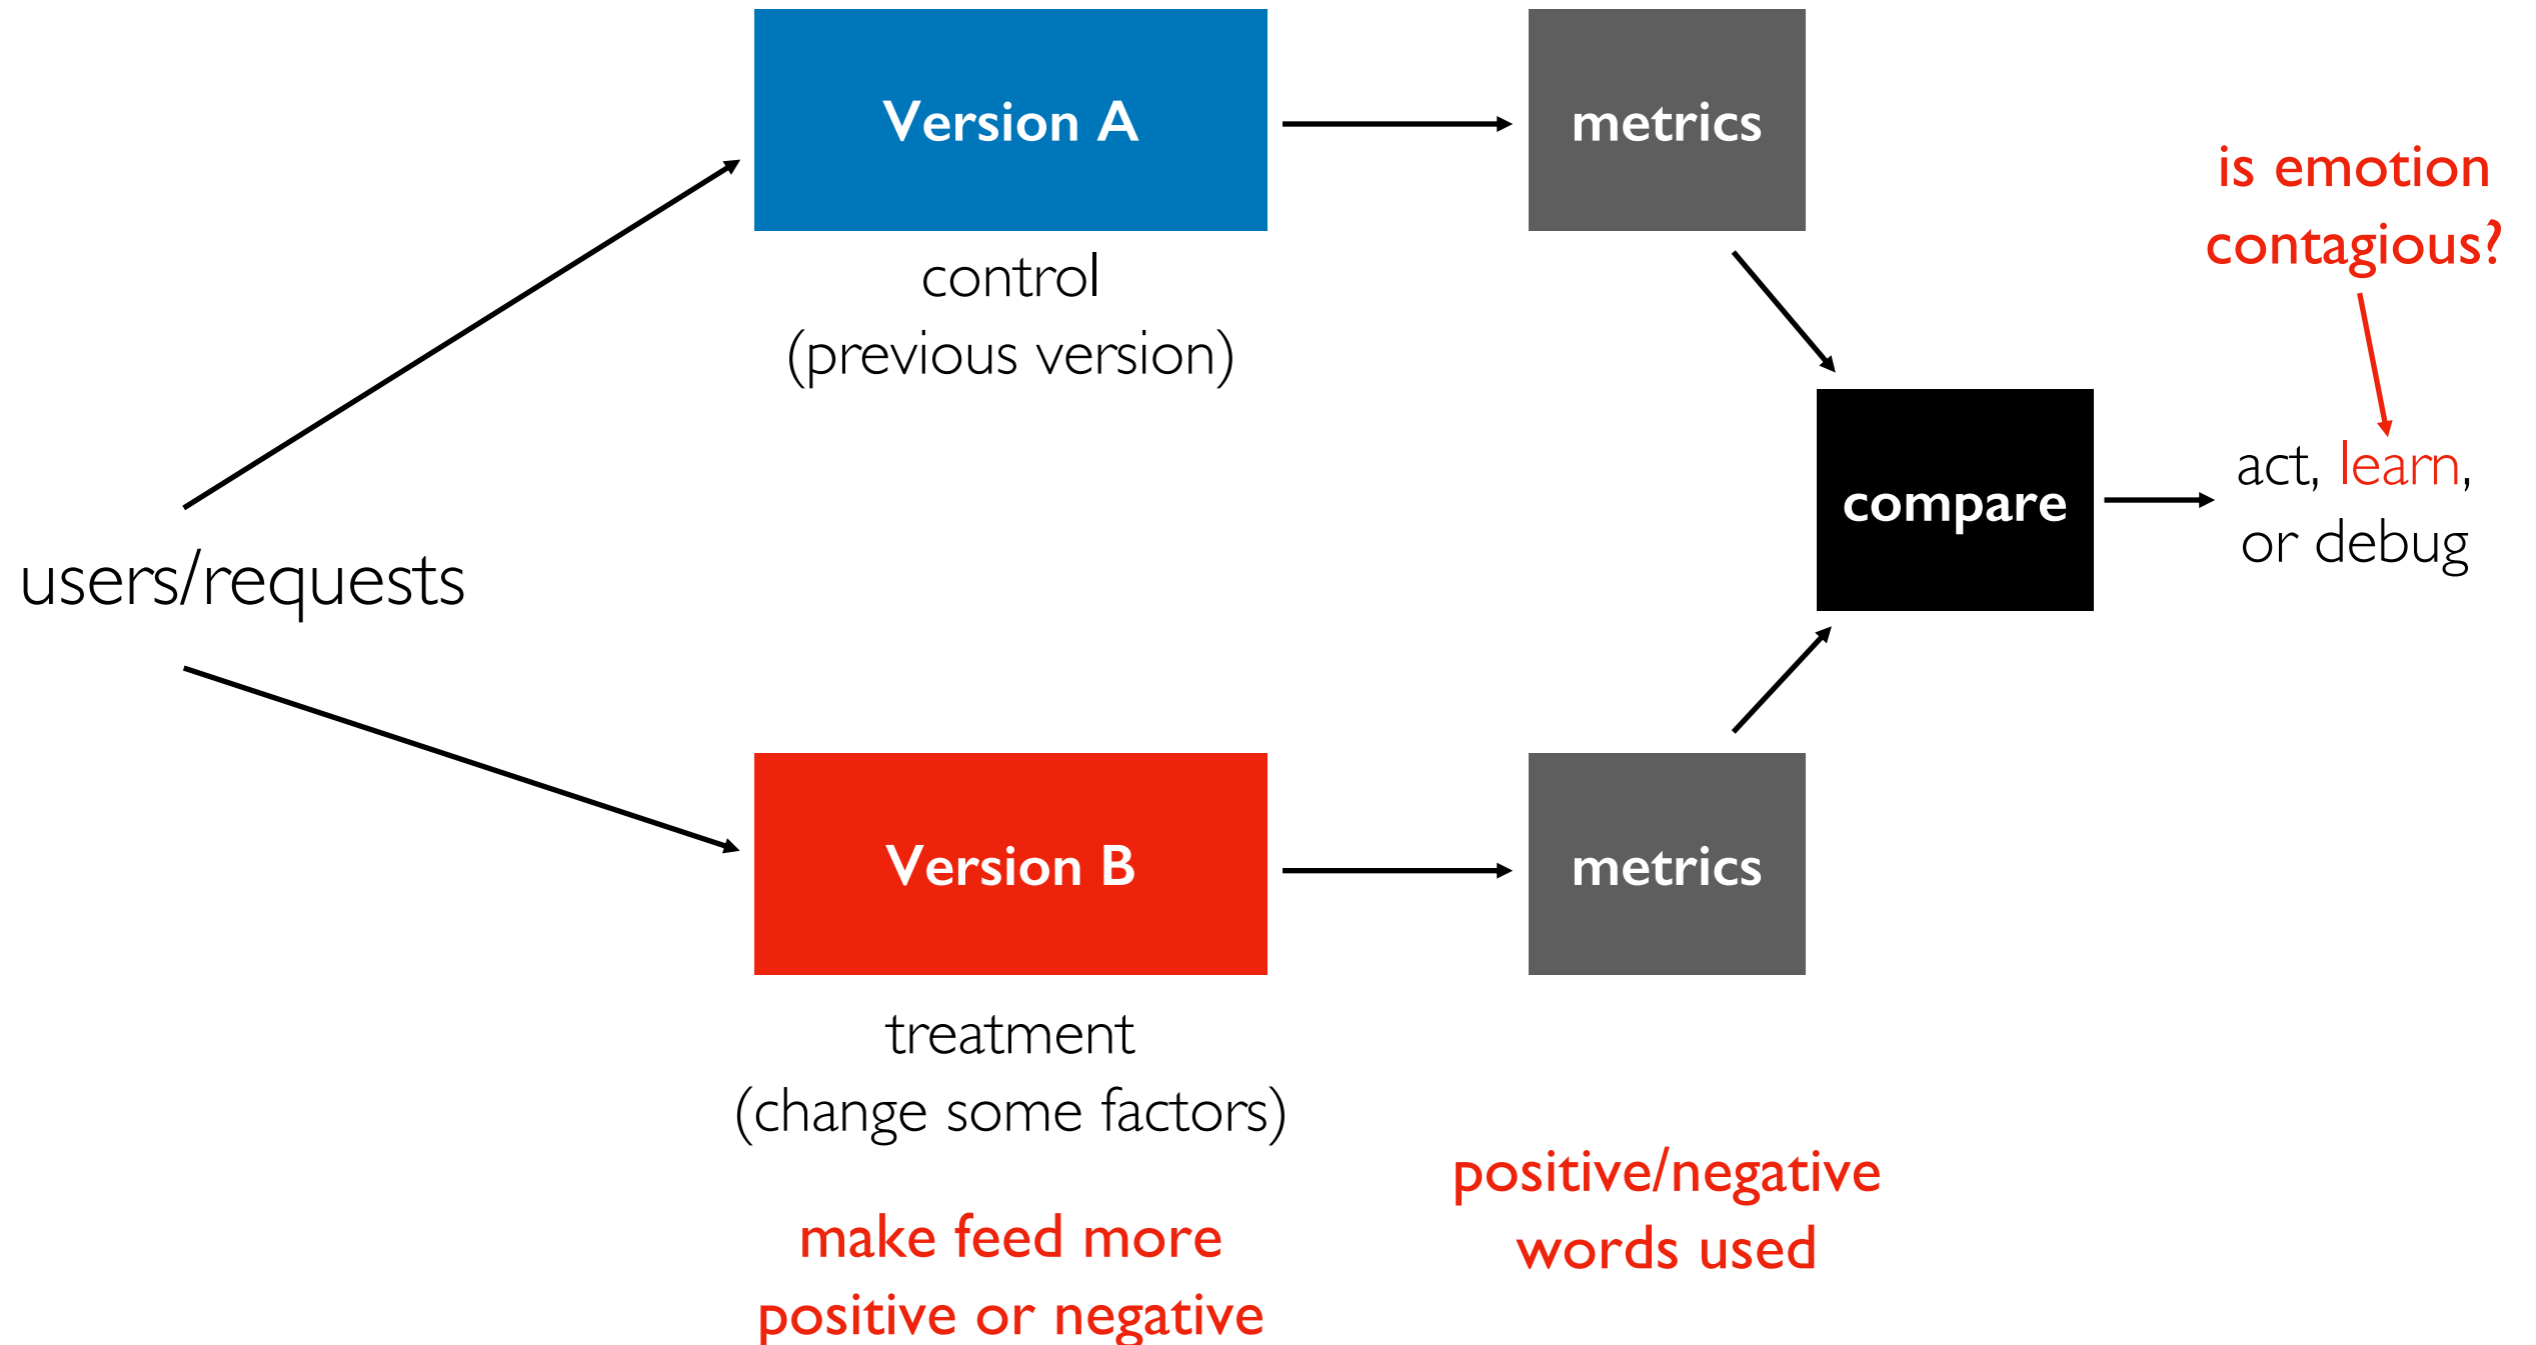 users/requests
Version A
control
(previous version)
metrics
Version B
treatment
(change some factors)
make feed more
positive or negative
metrics
positive/negative
words used
compare
is emotion
contagious?
act, learn,
or debug